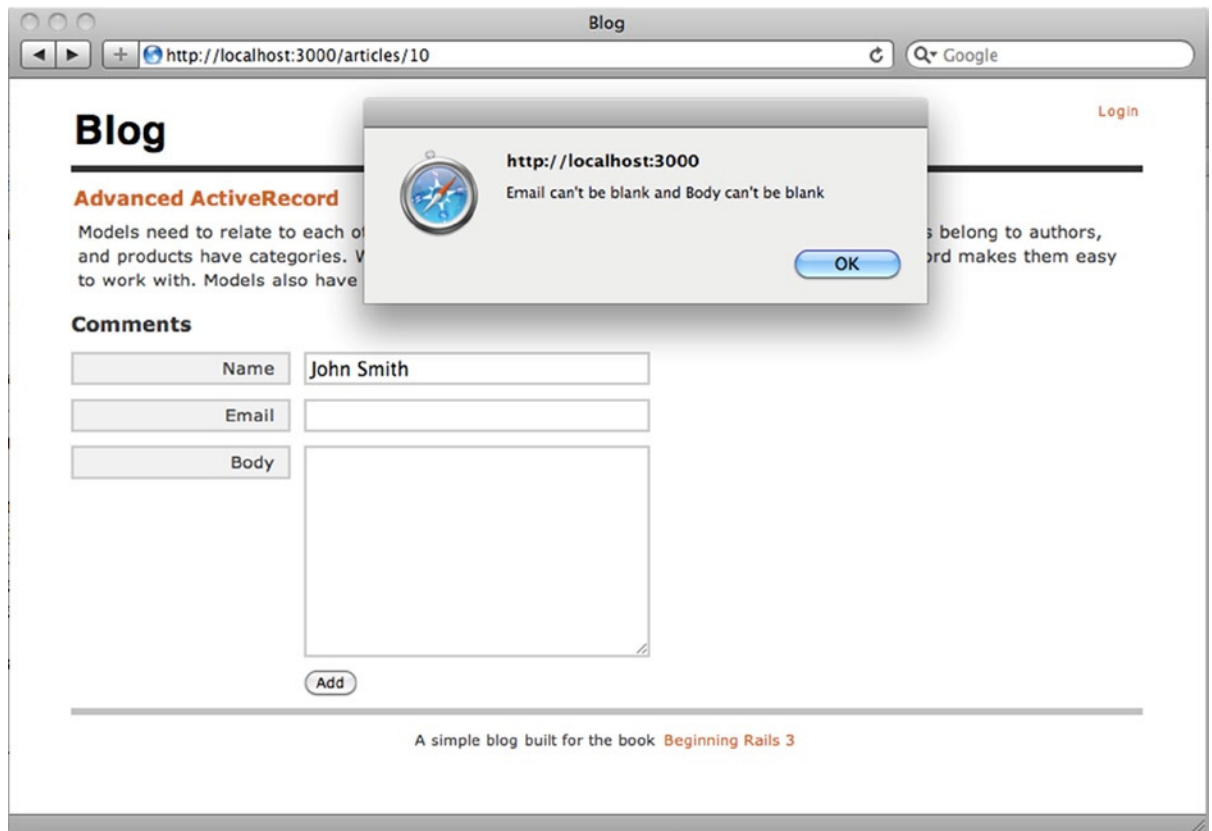 Blog
http://localhost:3000/articles/10
Google
Login
Blog
http://localhost:3000
Email can't be blank and Body can't be blank
OK
Advanced ActiveRecord
Models need to relate to each belong to authors,
and products have categories. makes them easy
to work with. Models also have
Comments
Name
John Smith
Email
Body
Add
A simple blog built for the book Beginning Rails 3